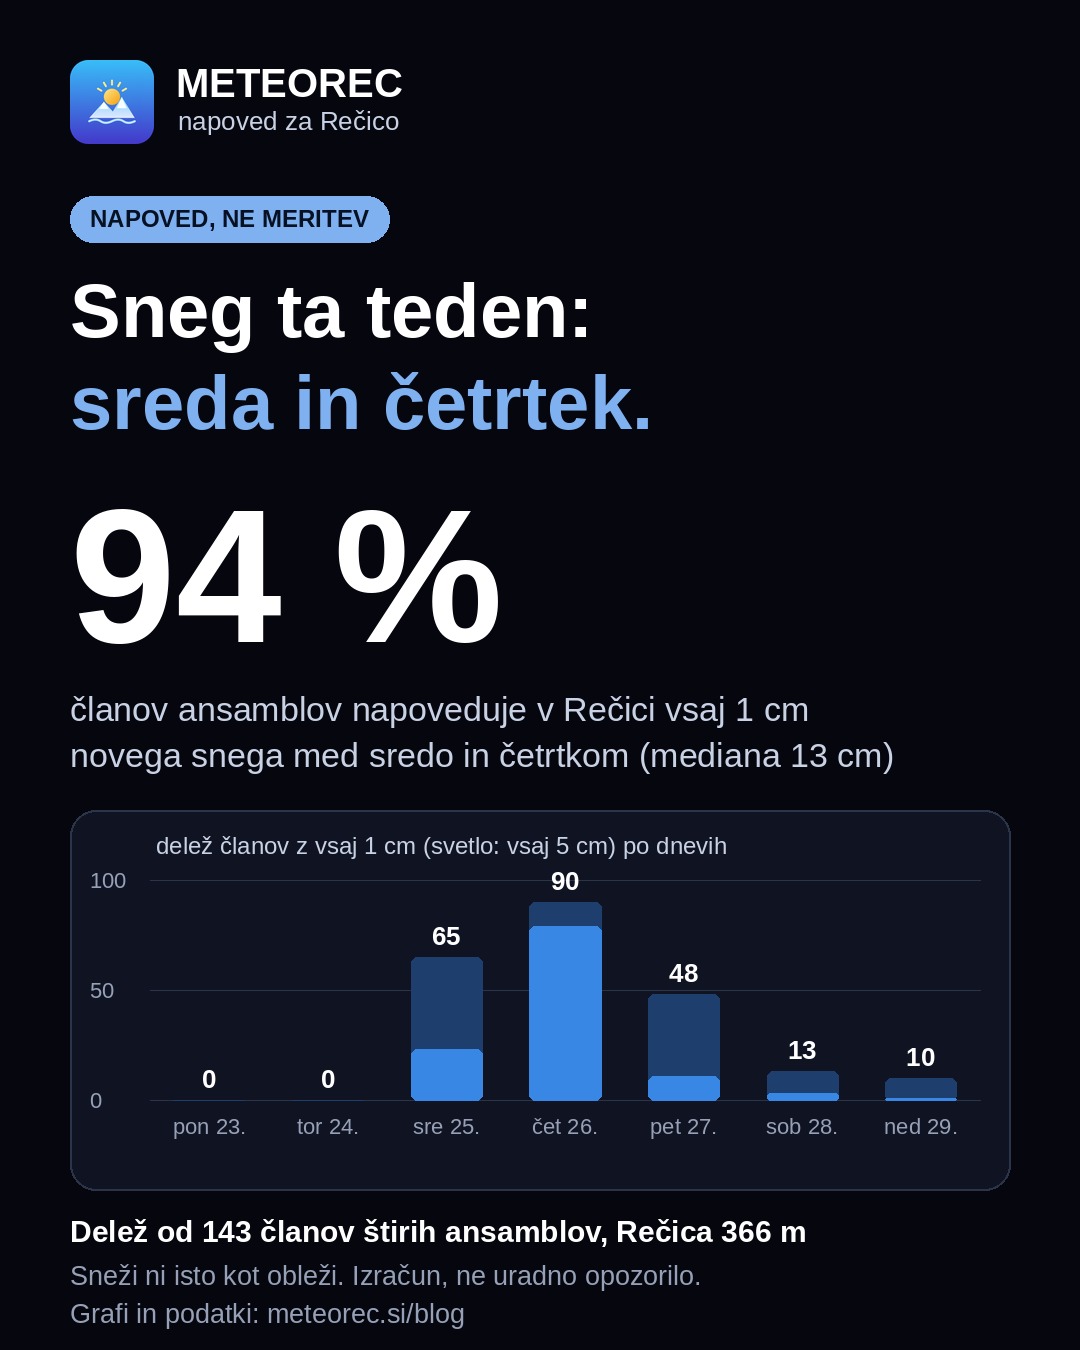 METEOREC
napoved za Rečico
NAPOVED, NE MERITEV
Sneg ta teden:
sreda in četrtek.
94 %
članov ansamblov napoveduje v Rečici vsaj 1 cm
novega snega med sredo in četrtkom (mediana 13 cm)
delež članov z vsaj 1 cm (svetlo: vsaj 5 cm) po dnevih
100
50
0
0
0
65
90
48
13
10
pon 23.
tor 24.
sre 25.
čet 26.
pet 27.
sob 28.
ned 29.
Delež od 143 članov štirih ansamblov, Rečica 366 m
Sneži ni isto kot obleži. Izračun, ne uradno opozorilo.
Grafi in podatki: meteorec.si/blog